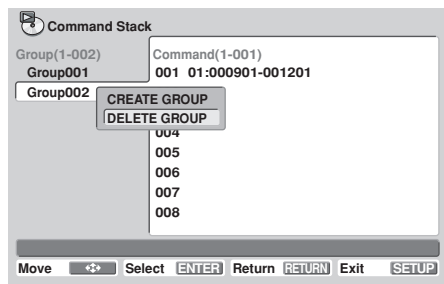 Command Stack
Group(1-002) Command(1-001)
Group001 001 01:000901-001201
Group002
CREATE GROUP
DELETE GROUP
004
005
006
007
008
Move Select ENTER Return RETURN Exit SETUP